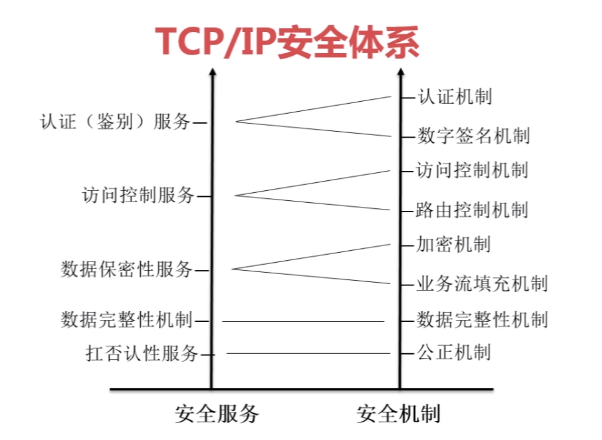 TCP/IP安全体系
认证（鉴别）服务
认证机制
数字签名机制
访问控制服务
访问控制机制
路由控制机制
数据保密性服务
加密机制
业务流填充机制
数据完整性机制
数据完整性机制
扛否认性服务
公正机制
安全服务
安全机制